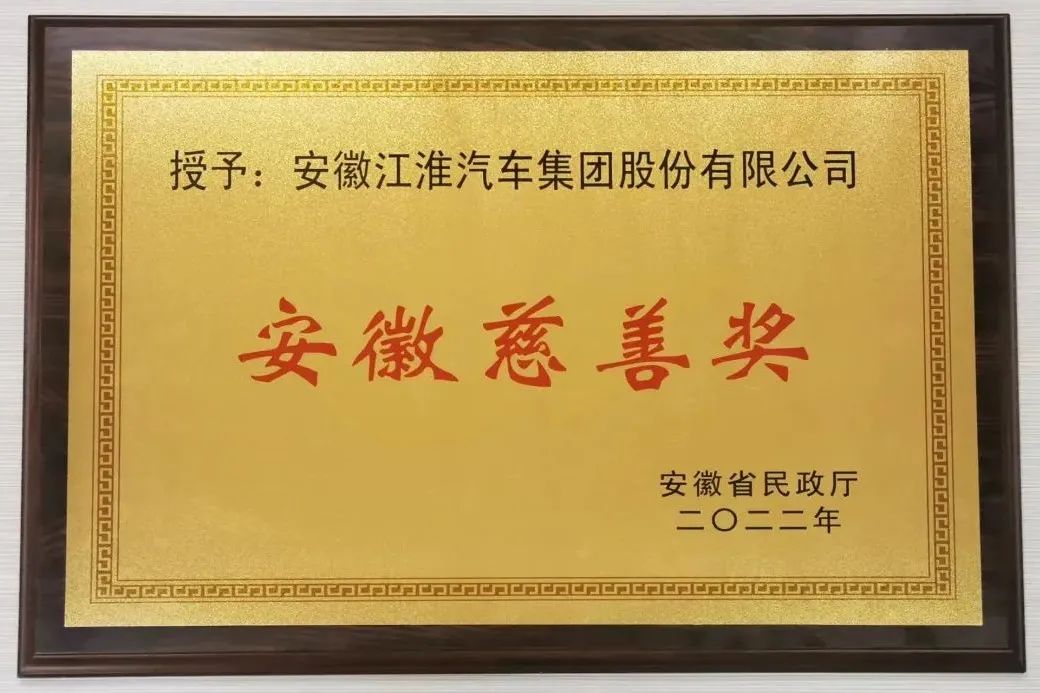 授予：安徽江淮汽车集团股份有限公司
安徽慈善奖
安徽省民政厅
二〇二二年